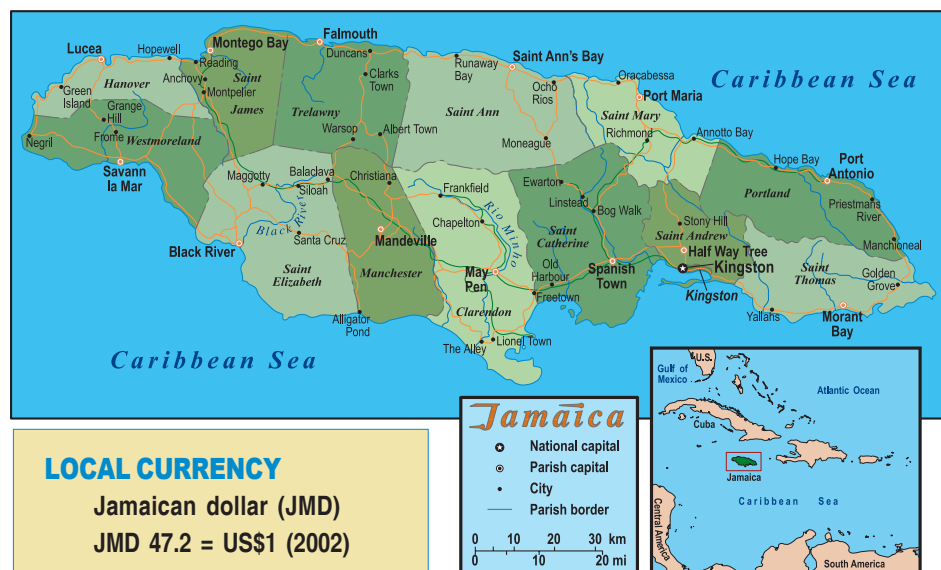 Lucea
Hopewell
Montego Bay
Falmouth
Duncans
Reading
Hanover
Anchovy
Saint
James
Montpelier
Clarks
Town
Green
Island
Grange
Hill
Trelawny
Runaway
Bay
Saint Ann's Bay
Ocho
Rios
Oracabessa
Port Maria
Caribbean Sea
Saint Ann
Saint Mary
Negril
Frome
Westmoreland
Savann
la Mar
Warsop
Albert Town
Moneague
Richmond
Annotto Bay
Hope Bay
Port
Antonio
Maggotty
Balaclava
Siloah
Christiana
Frankfield
Ewarton
Linstead
Bog Walk
Portland
Priestmans
River
Black River
Black River
Santa Cruz
Mandeville
Chapelton
Rio Minho
Saint
Catherine
Stony Hill
Saint Andrew
Half Way Tree
Kingston
Kingston
Manchioneal
Saint
Elizabeth
Manchester
May
Pen
Old
Harbour
Freetown
Spanish
Town
Saint
Thomas
Golden
Grove
Yallahs
Morant
Bay
Alligator
Pond
Clarendon
The Alley
Lionel Town
Caribbean Sea
LOCAL CURRENCY
Jamaican dollar (JMD)
JMD 47.2 = US$1 (2002)
Jamaica
National capital
Parish capital
City
Parish border
0 10 20 30 km
0 10 20 mi
U.S.
Gulf of
Mexico
Atlantic Ocean
Cuba
Jamaica
Caribbean Sea
Central America
South America